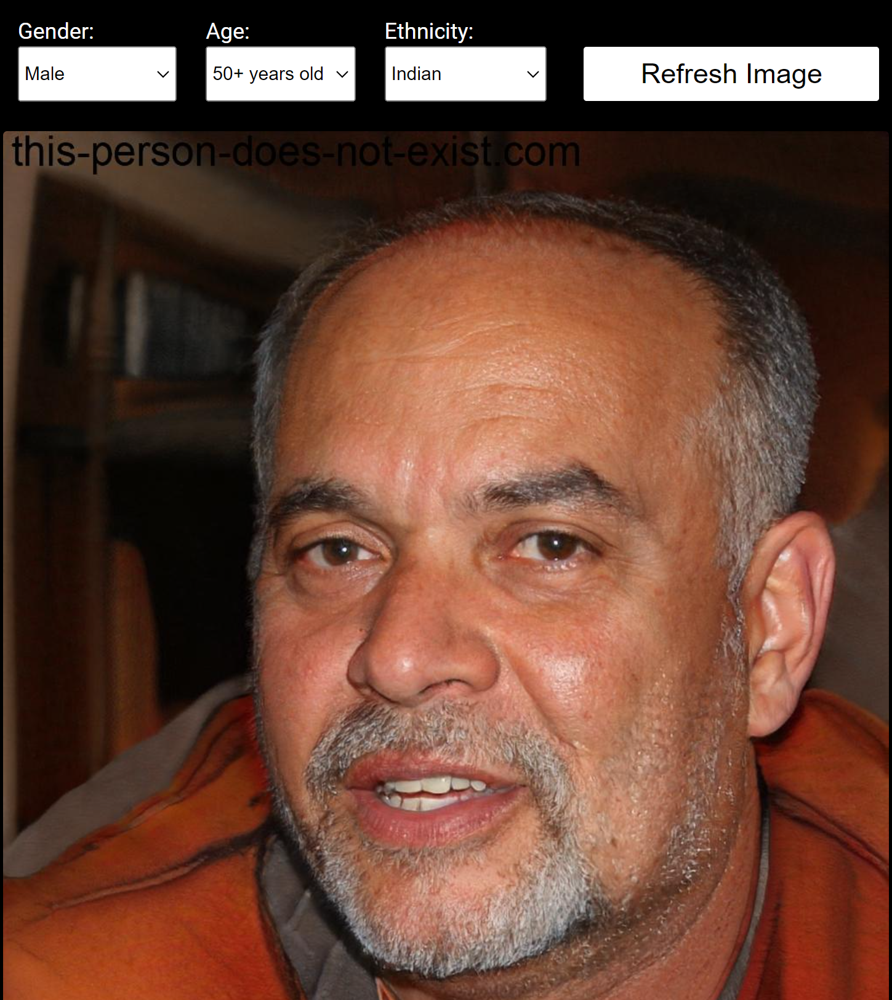 Gender: Age: Ethnicity:
Male 50+ years old Indian Refresh Image
this-person-does-not-exist.com